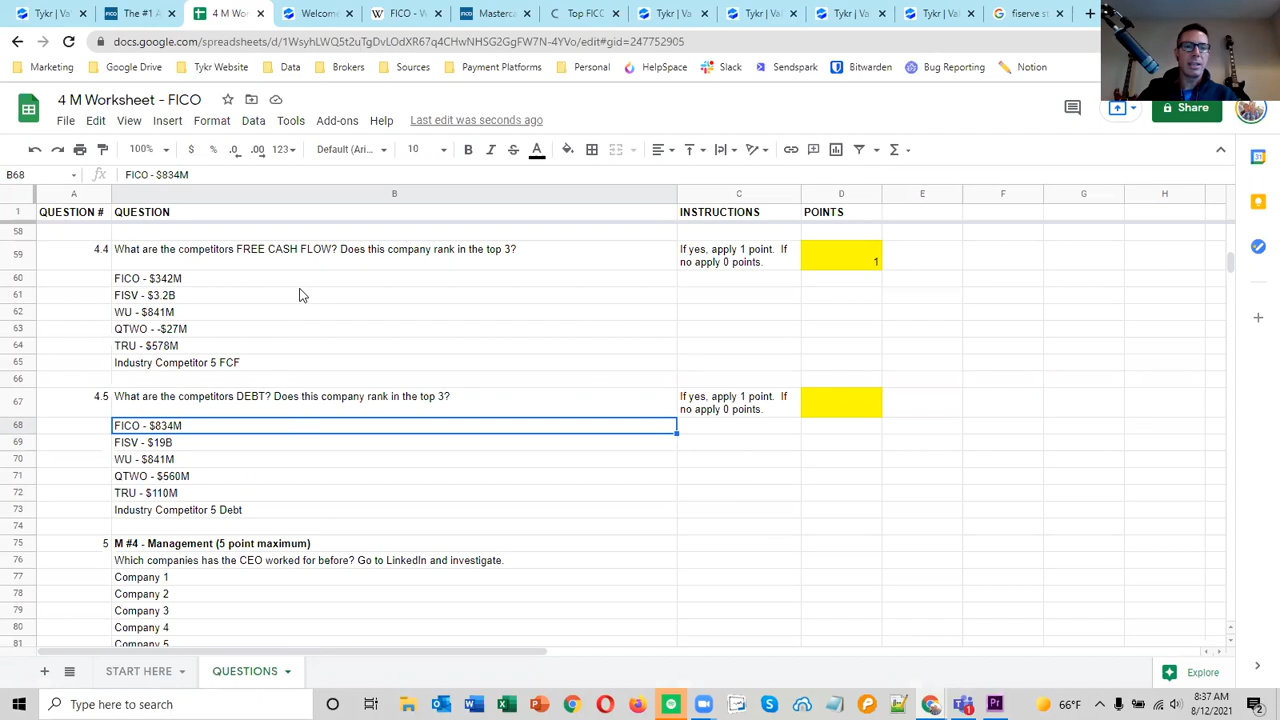 The #1 A
4 M Work
Welcome
FICO - W
Masterca
Top FICO
Tykr | Va
Tykr | Va
Tykr | Va
Tykr | Va
fiserve st
docs.google.com/spreadsheets/d/1WsyhLWQ5t2uTgDvLOdX67q4CHwNHSG2GgFW7N-4YVo/edit#gid=247752905
Marketing Google Drive Tykr Website Data Brokers Sources Payment Platforms Personal HelpSpace Slack Sendspark Bitwarden Bug Reporting Notion
4 M Worksheet - FICO
File Edit View Insert Format Data Tools Add-ons Help Last edit was seconds ago
Share
100% $ % .0 .00 123 Default (Ari... 10 B I S A
B68 fx FICO - $834M
A B C D E F G H
1 QUESTION # QUESTION INSTRUCTIONS POINTS
58
59 4.4 What are the competitors FREE CASH FLOW? Does this company rank in the top 3? If yes, apply 1 point. If
no apply 0 points. 1
60 FICO - $342M
61 FISV - $3.2B
62 WU - $841M
63 QTWO - -$27M
64 TRU - $578M
65 Industry Competitor 5 FCF
66
67 4.5 What are the competitors DEBT? Does this company rank in the top 3? If yes, apply 1 point. If
no apply 0 points.
68 FICO - $834M
69 FISV - $19B
70 WU - $841M
71 QTWO - $560M
72 TRU - $110M
73 Industry Competitor 5 Debt
74
75 5 M #4 - Management (5 point maximum)
76 Which companies has the CEO worked for before? Go to LinkedIn and investigate.
77 Company 1
78 Company 2
79 Company 3
80 Company 4
81 Company 5
START HERE QUESTIONS Explore
Type here to search 66°F 8:37 AM
8/12/2021